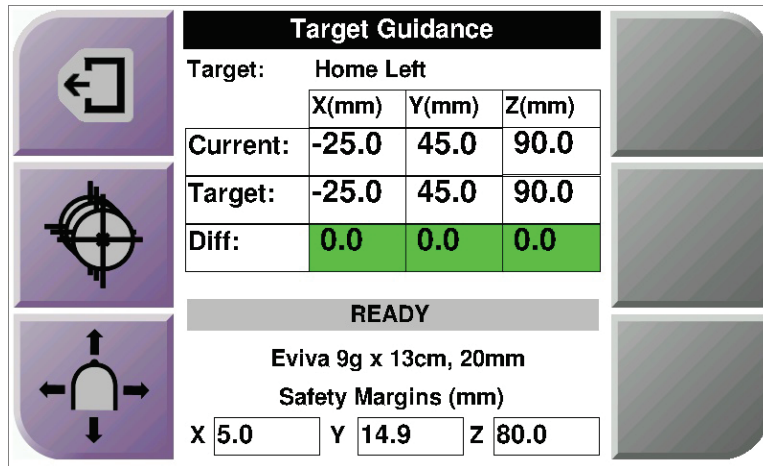 Target Guidance
Target: Home Left
X(mm) Y(mm) Z(mm)
Current: -25.0 45.0 90.0
Target: -25.0 45.0 90.0
Diff: 0.0 0.0 0.0
READY
Eviva 9g x 13cm, 20mm
Safety Margins (mm)
X 5.0 Y 14.9 Z 80.0